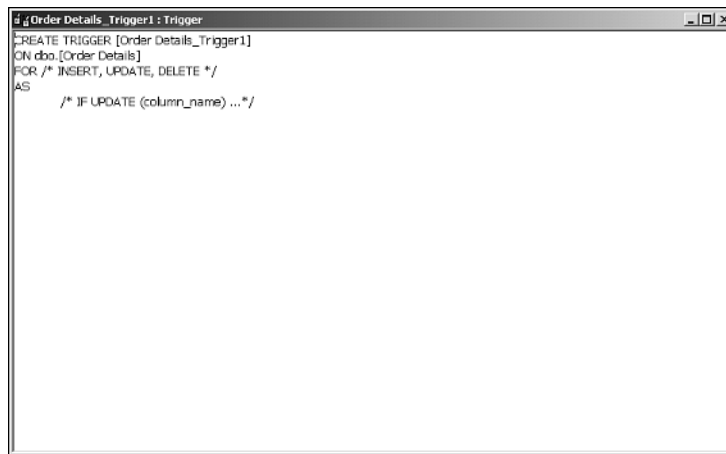 Order Details_Trigger1 : Trigger
CREATE TRIGGER [Order Details_Trigger1]
ON dbo.[Order Details]
FOR /* INSERT, UPDATE, DELETE */
AS
/* IF UPDATE (column_name) ...*/